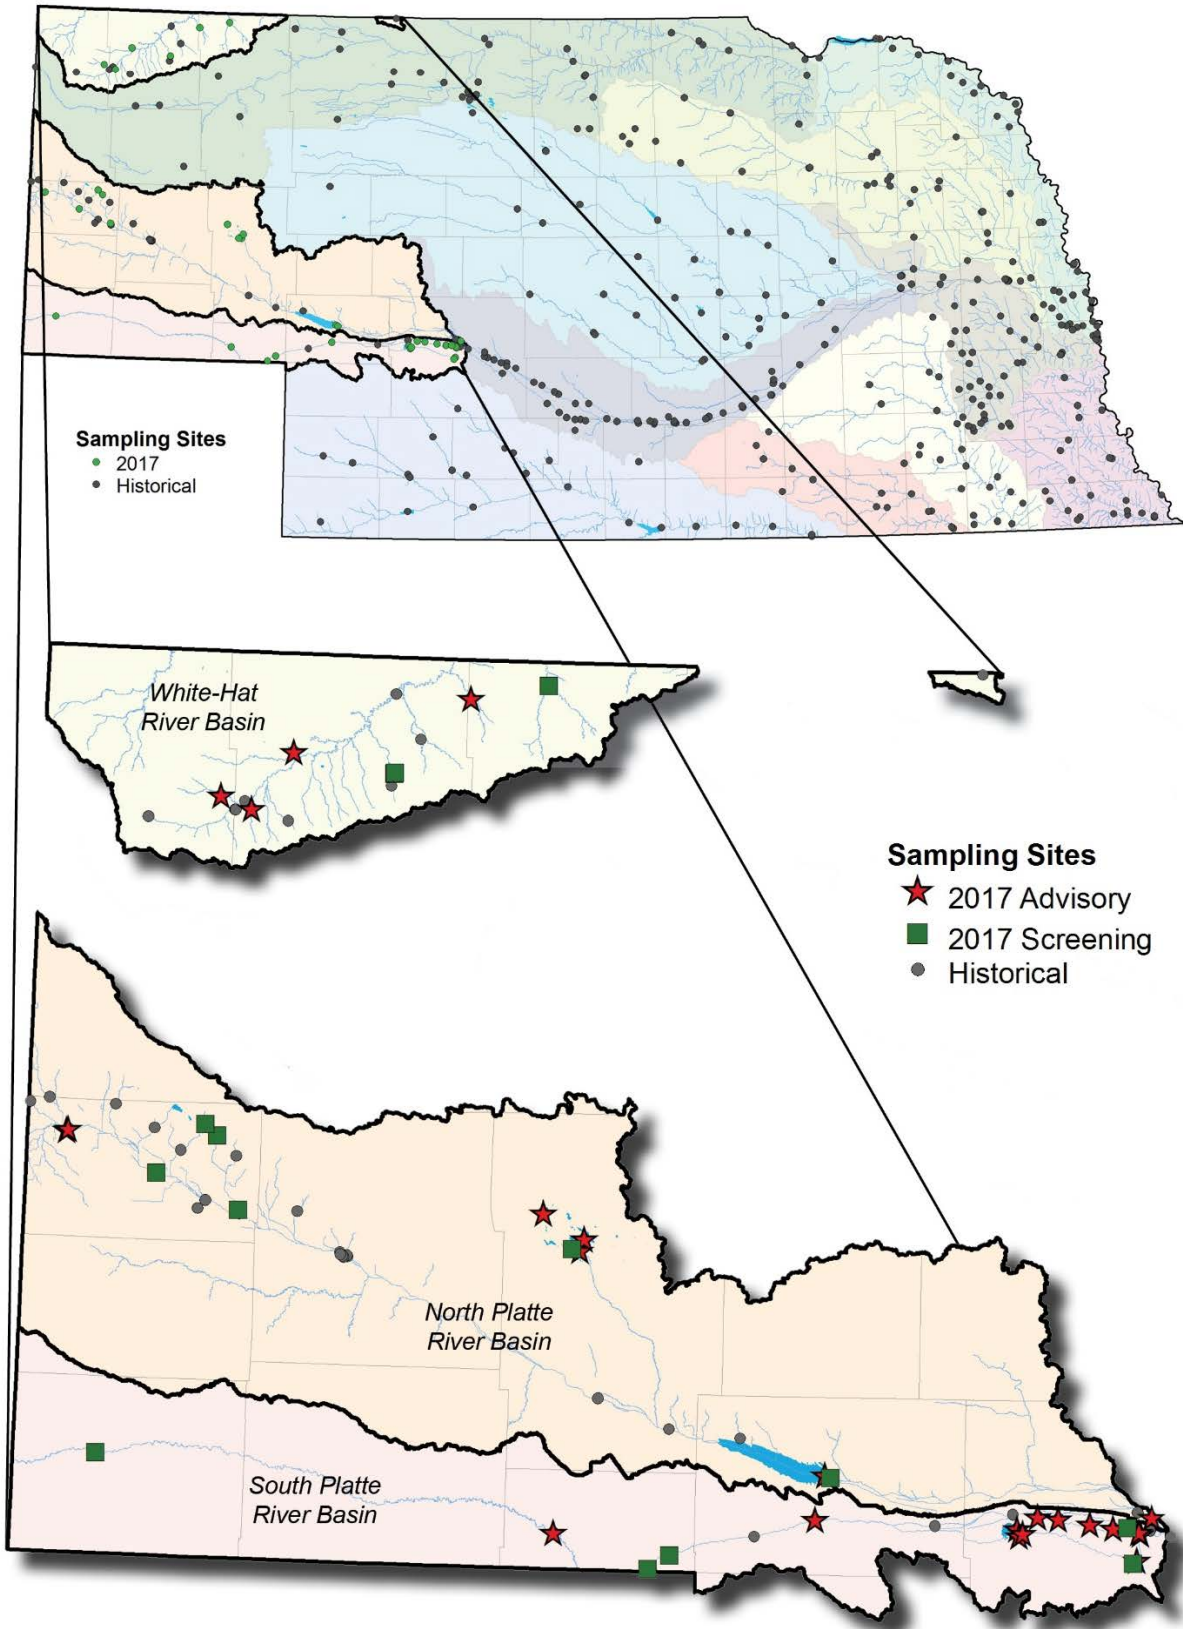 Sampling Sites
2017
Historical
White-Hat
River Basin
Sampling Sites
2017 Advisory
2017 Screening
Historical
North Platte
River Basin
South Platte
River Basin